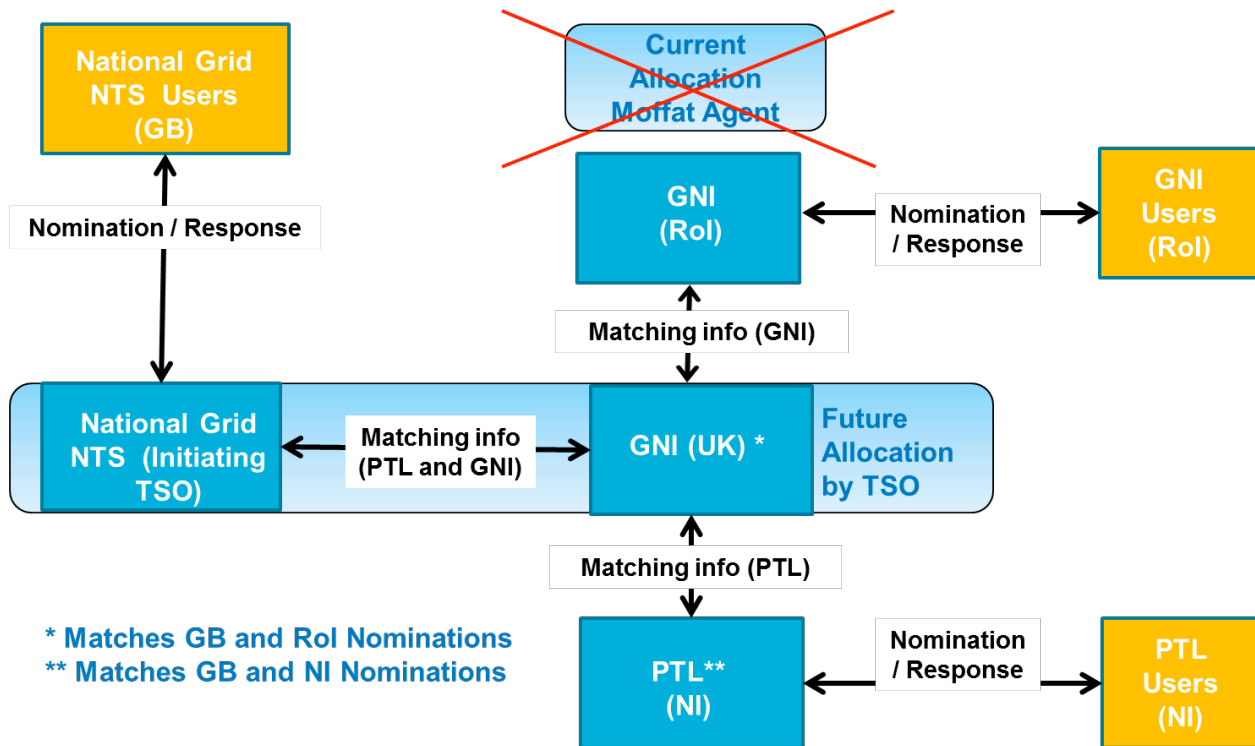 National Grid
NTS Users
(GB)
Current
Allocation
Moffat Agent
Nomination / Response
GNI
(RoI)
Nomination
/ Response
GNI
Users
(RoI)
Matching info (GNI)
National Grid
NTS (Initiating
TSO)
Matching info
(PTL and GNI)
GNI (UK) *
Future
Allocation
by TSO
Matching info (PTL)
* Matches GB and RoI Nominations
** Matches GB and NI Nominations
PTL**
(NI)
Nomination
/ Response
PTL
Users
(NI)